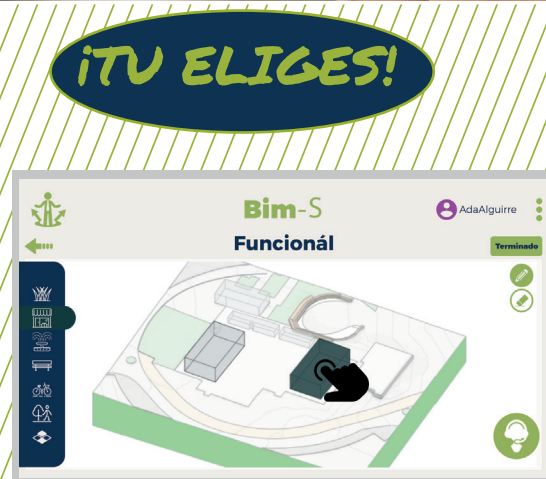 ¡TU ELIGES!
Bim-S
AdaAlguirre
Funcionál
Terminado